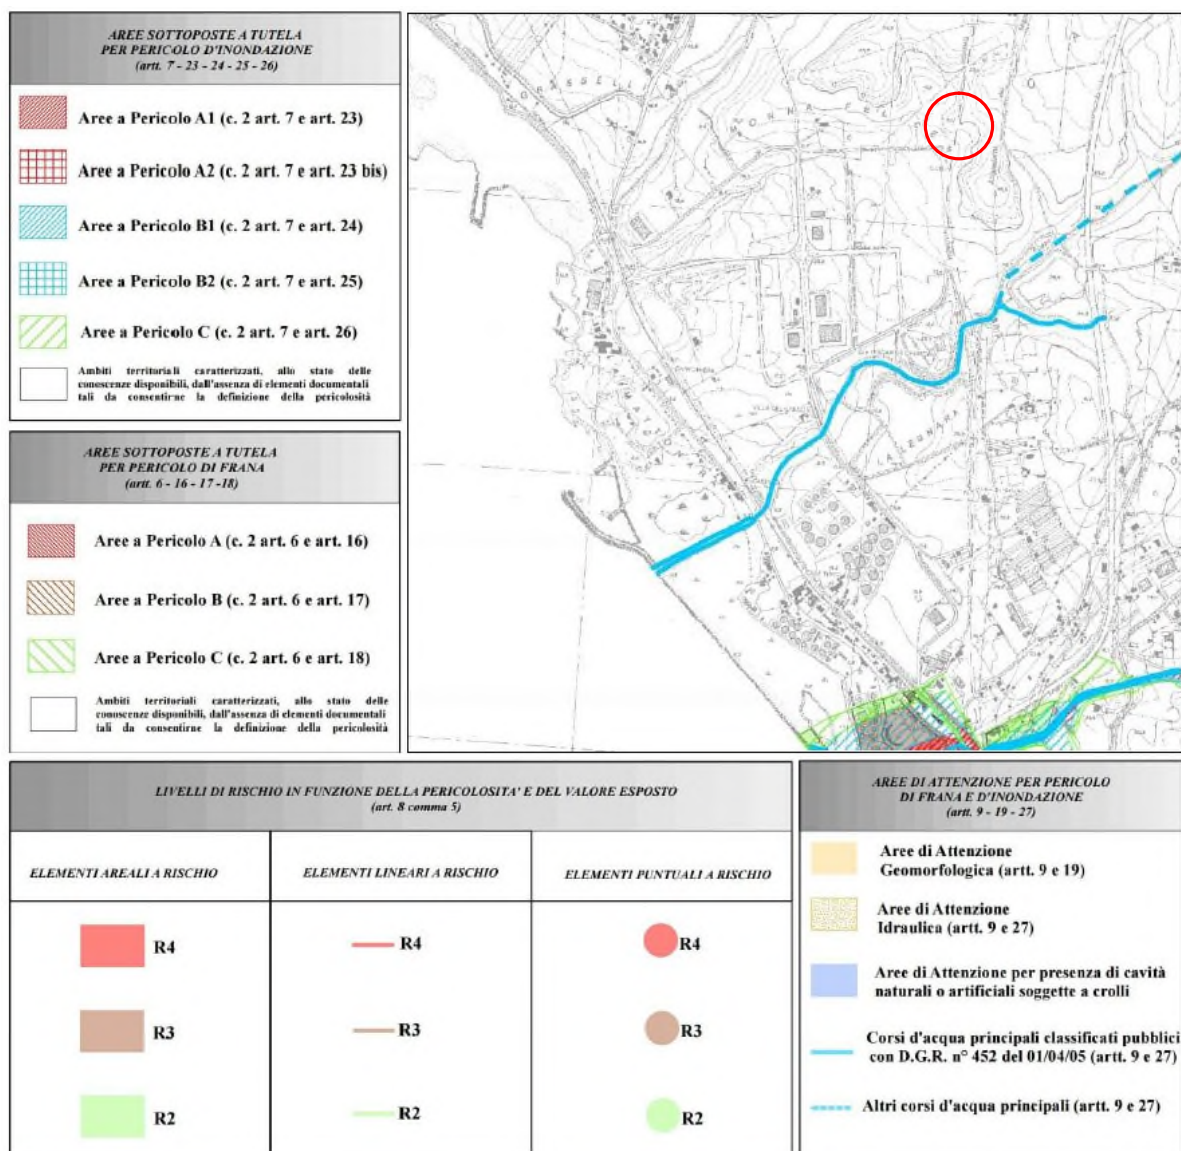 AREE SOTTOPOSTE A TUTELA
PER PERICOLO D'INONDAZIONE
(artt. 7 - 23 - 24 - 25 - 26)
Aree a Pericolo A1 (c. 2 art. 7 e art. 23)
Aree a Pericolo A2 (c. 2 art. 7 e art. 23 bis)
Aree a Pericolo B1 (c. 2 art. 7 e art. 24)
Aree a Pericolo B2 (c. 2 art. 7 e art. 25)
Aree a Pericolo C (c. 2 art. 7 e art. 26)
Ambiti territoriali caratterizzati, allo stato delle
conoscenze disponibili, dall'assenza di elementi documentali
tali da consentirne la definizione della pericolosità
AREE SOTTOPOSTE A TUTELA
PER PERICOLO DI FRANA
(artt. 6 - 16 - 17 -18)
Aree a Pericolo A (c. 2 art. 6 e art. 16)
Aree a Pericolo B (c. 2 art. 6 e art. 17)
Aree a Pericolo C (c. 2 art. 6 e art. 18)
Ambiti territoriali caratterizzati, allo stato delle
conoscenze disponibili, dall'assenza di elementi documentali
tali da consentirne la definizione della pericolosità
LIVELLI DI RISCHIO IN FUNZIONE DELLA PERICOLOSITA' E DEL VALORE ESPOSTO
(art. 8 comma 5)
ELEMENTI AREALI A RISCHIO
R4
R3
R2
ELEMENTI LINEARI A RISCHIO
R4
R3
R2
ELEMENTI PUNTUALI A RISCHIO
R4
R3
R2
AREE DI ATTENZIONE PER PERICOLO
DI FRANA E D'INONDAZIONE
(artt. 9 - 19 - 27)
Aree di Attenzione
Geomorfologica (artt. 9 e 19)
Aree di Attenzione
Idraulica (artt. 9 e 27)
Aree di Attenzione per presenza di cavità
naturali o artificiali soggette a crolli
Corsi d'acqua principali classificati pubblici
con D.G.R. n° 452 del 01/04/05 (artt. 9 e 27)
Altri corsi d'acqua principali (artt. 9 e 27)